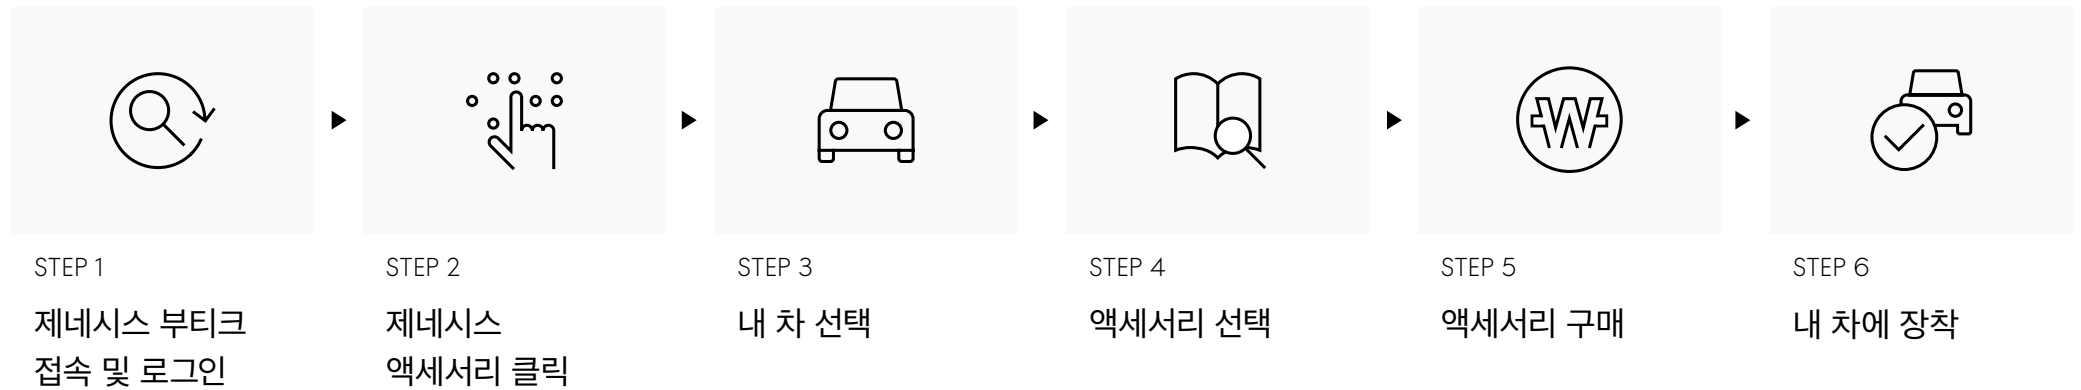 STEP 1
제네시스 부티크
접속 및 로그인
STEP 2
제네시스
액세서리 클릭
STEP 3
내 차 선택
STEP 4
액세서리 선택
STEP 5
액세서리 구매
STEP 6
내 차에 장착